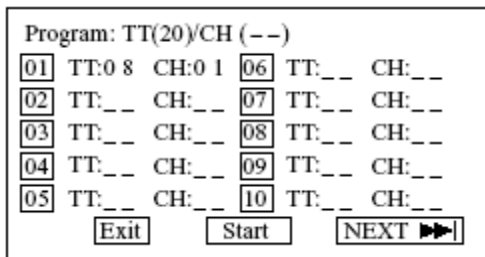 Program: TT(20)/CH (--)
01 TT:0 8 CH:0 1 06 TT:_ _ CH:_ _
02 TT:_ _ CH:_ _ 07 TT:_ _ CH:_ _
03 TT:_ _ CH:_ _ 08 TT:_ _ CH:_ _
04 TT:_ _ CH:_ _ 09 TT:_ _ CH:_ _
05 TT:_ _ CH:_ _ 10 TT:_ _ CH:_ _
Exit Start NEXT ▶▶|